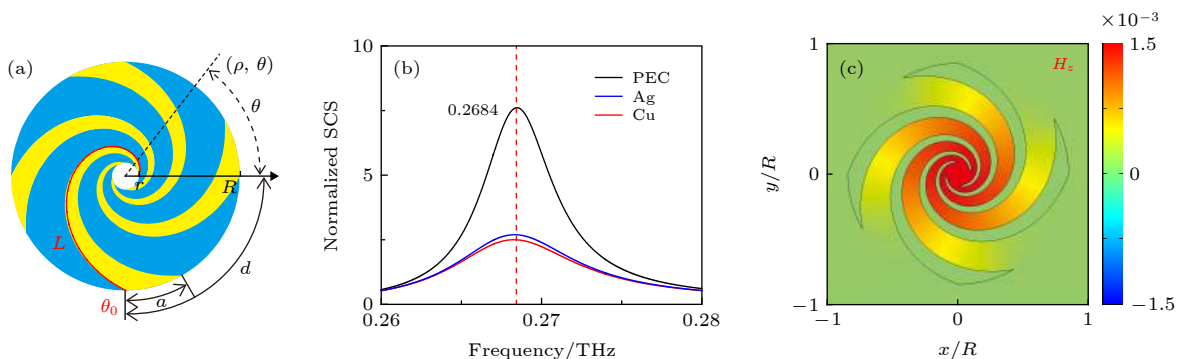 (a)
(ρ, θ)
θ
r
R
L
d
θ0
a
(b)
10
PEC
Ag
Cu
0.2684
5
0
0.26
0.27
0.28
Normalized SCS
Frequency/THz
(c)
Hz
×10−3
1.5
−1.5
1
0
−1
y/R
−1
0
1
x/R